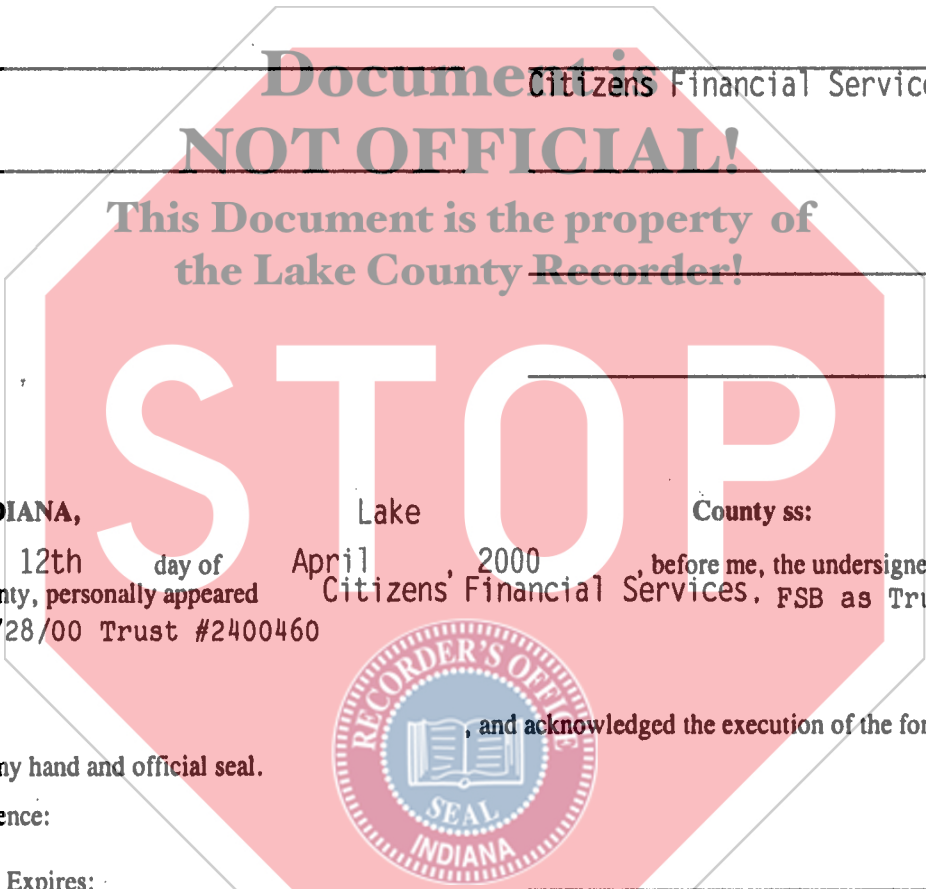 Document is
Citizens Financial Service
NOT OFFICIAL!
This Document is the property of
the Lake County Recorder!
STOP
DIANA, Lake County ss:
12th day of April , 2000 , before me, the undersigne
nty, personally appeared Citizens Financial Services. FSB as Tru
/28/00 Trust #2400460
RECORDER'S OFFICE
, and acknowledged the execution of the for
ny hand and official seal.
ence:
SEAL
INDIANA
Expires: